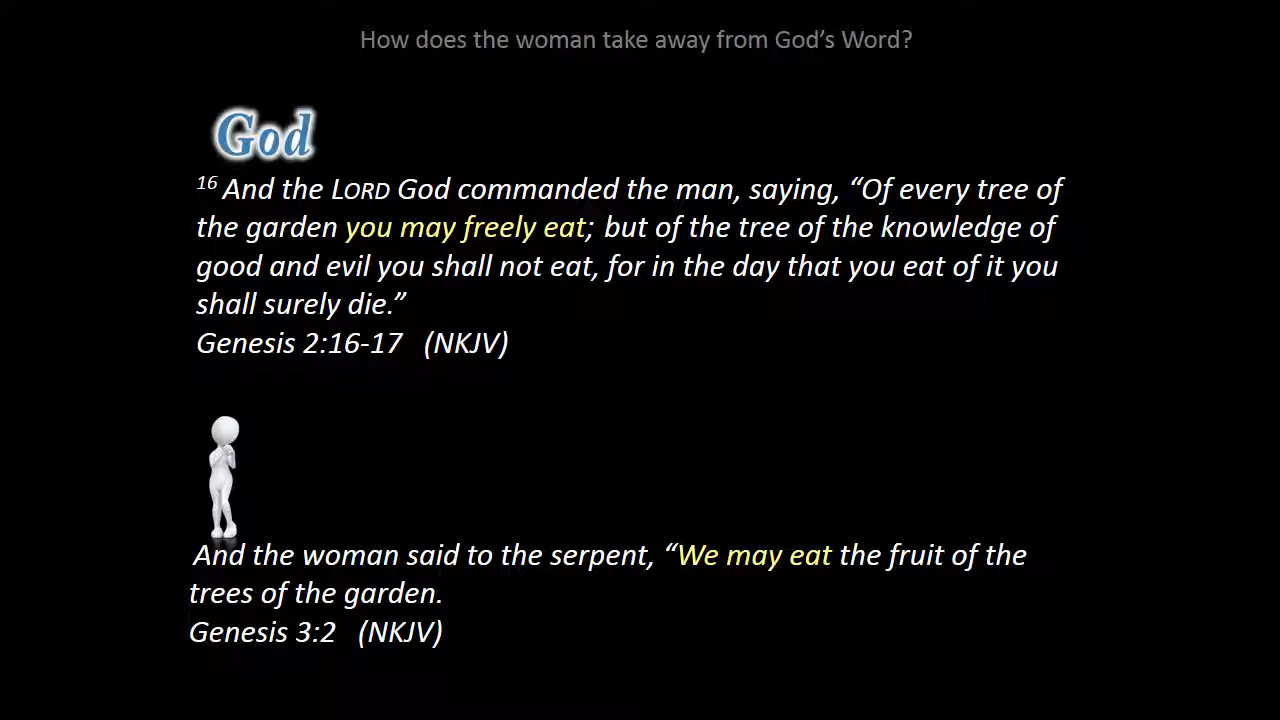 How does the woman take away from God’s Word?
God
16 And the LORD God commanded the man, saying, “Of every tree of
the garden you may freely eat; but of the tree of the knowledge of
good and evil you shall not eat, for in the day that you eat of it you
shall surely die.”
Genesis 2:16-17 (NKJV)
And the woman said to the serpent, “We may eat the fruit of the
trees of the garden.
Genesis 3:2 (NKJV)